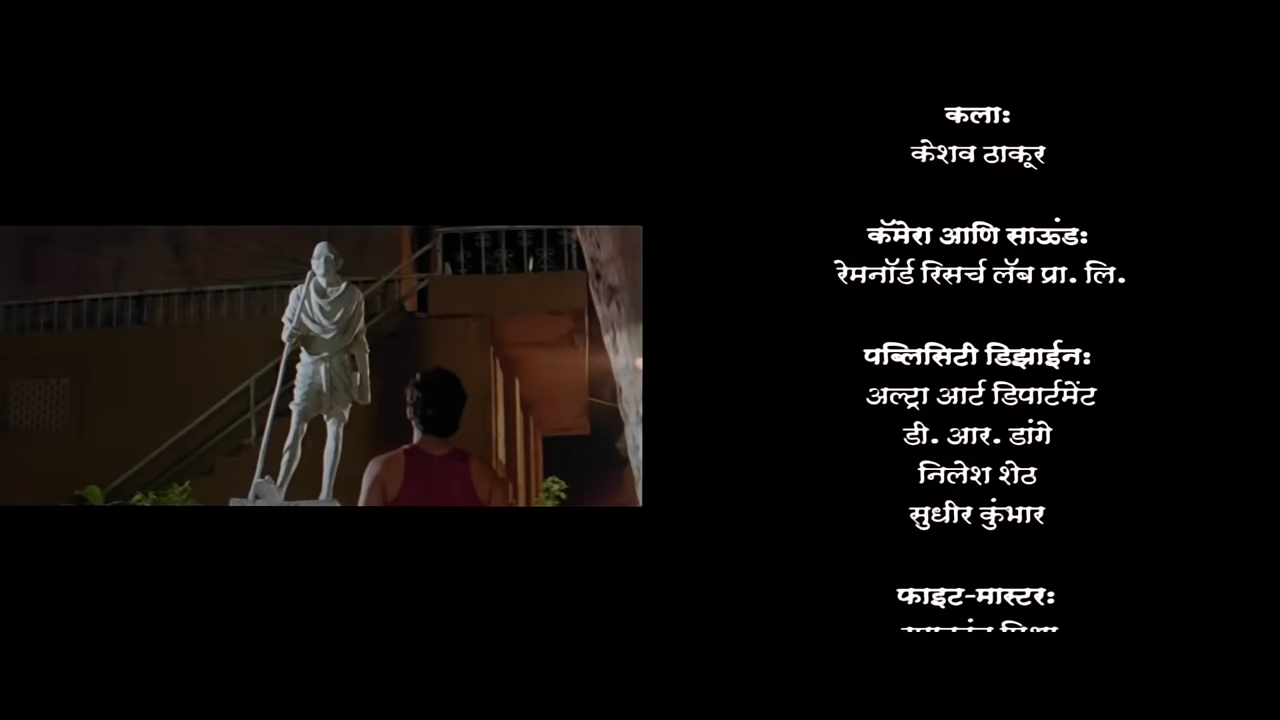 कलाः
केशव ठाकूर
कॅमेरा आणि साऊंडः
रेमनॉर्ड रिसर्च लॅब प्रा. लि.
पब्लिसिटी डिझाईनः
अल्ट्रा आर्ट डिपार्टमेंट
डी. आर. डांगे
निलेश शेठ
सुधीर कुंभार
फाइट-मास्टरः